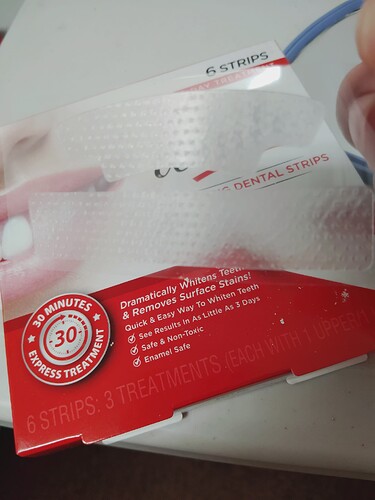 6 STRIPS
DAY TREATMENT
DENTAL STRIPS
30 MINUTES
30
EXPRESS TREATMENT
Dramatically Whitens Teeth
& Removes Surface Stains!
Quick & Easy Way To Whiten Teeth
See Results In As Little As 3 Days
Safe & Non-Toxic
Enamel Safe
6 STRIPS: 3 TREATMENTS (EACH WITH 1 UPPER